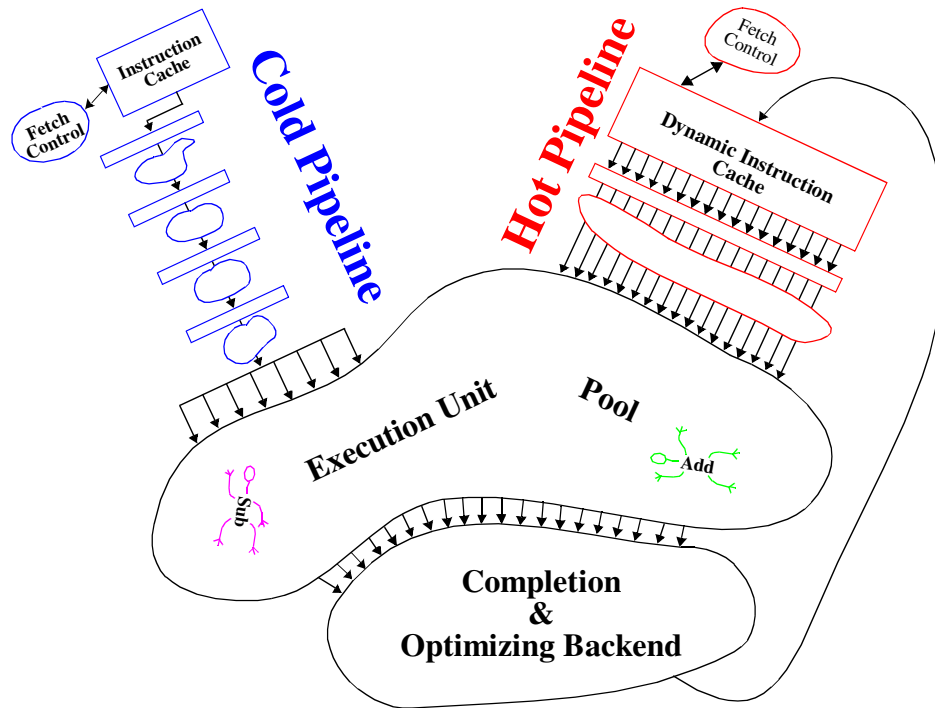 Instruction
Cache
Fetch
Control
Cold Pipeline
Hot Pipeline
Fetch
Control
Dynamic Instruction
Cache
Execution Unit
Pool
Sub
Add
Completion
&
Optimizing Backend